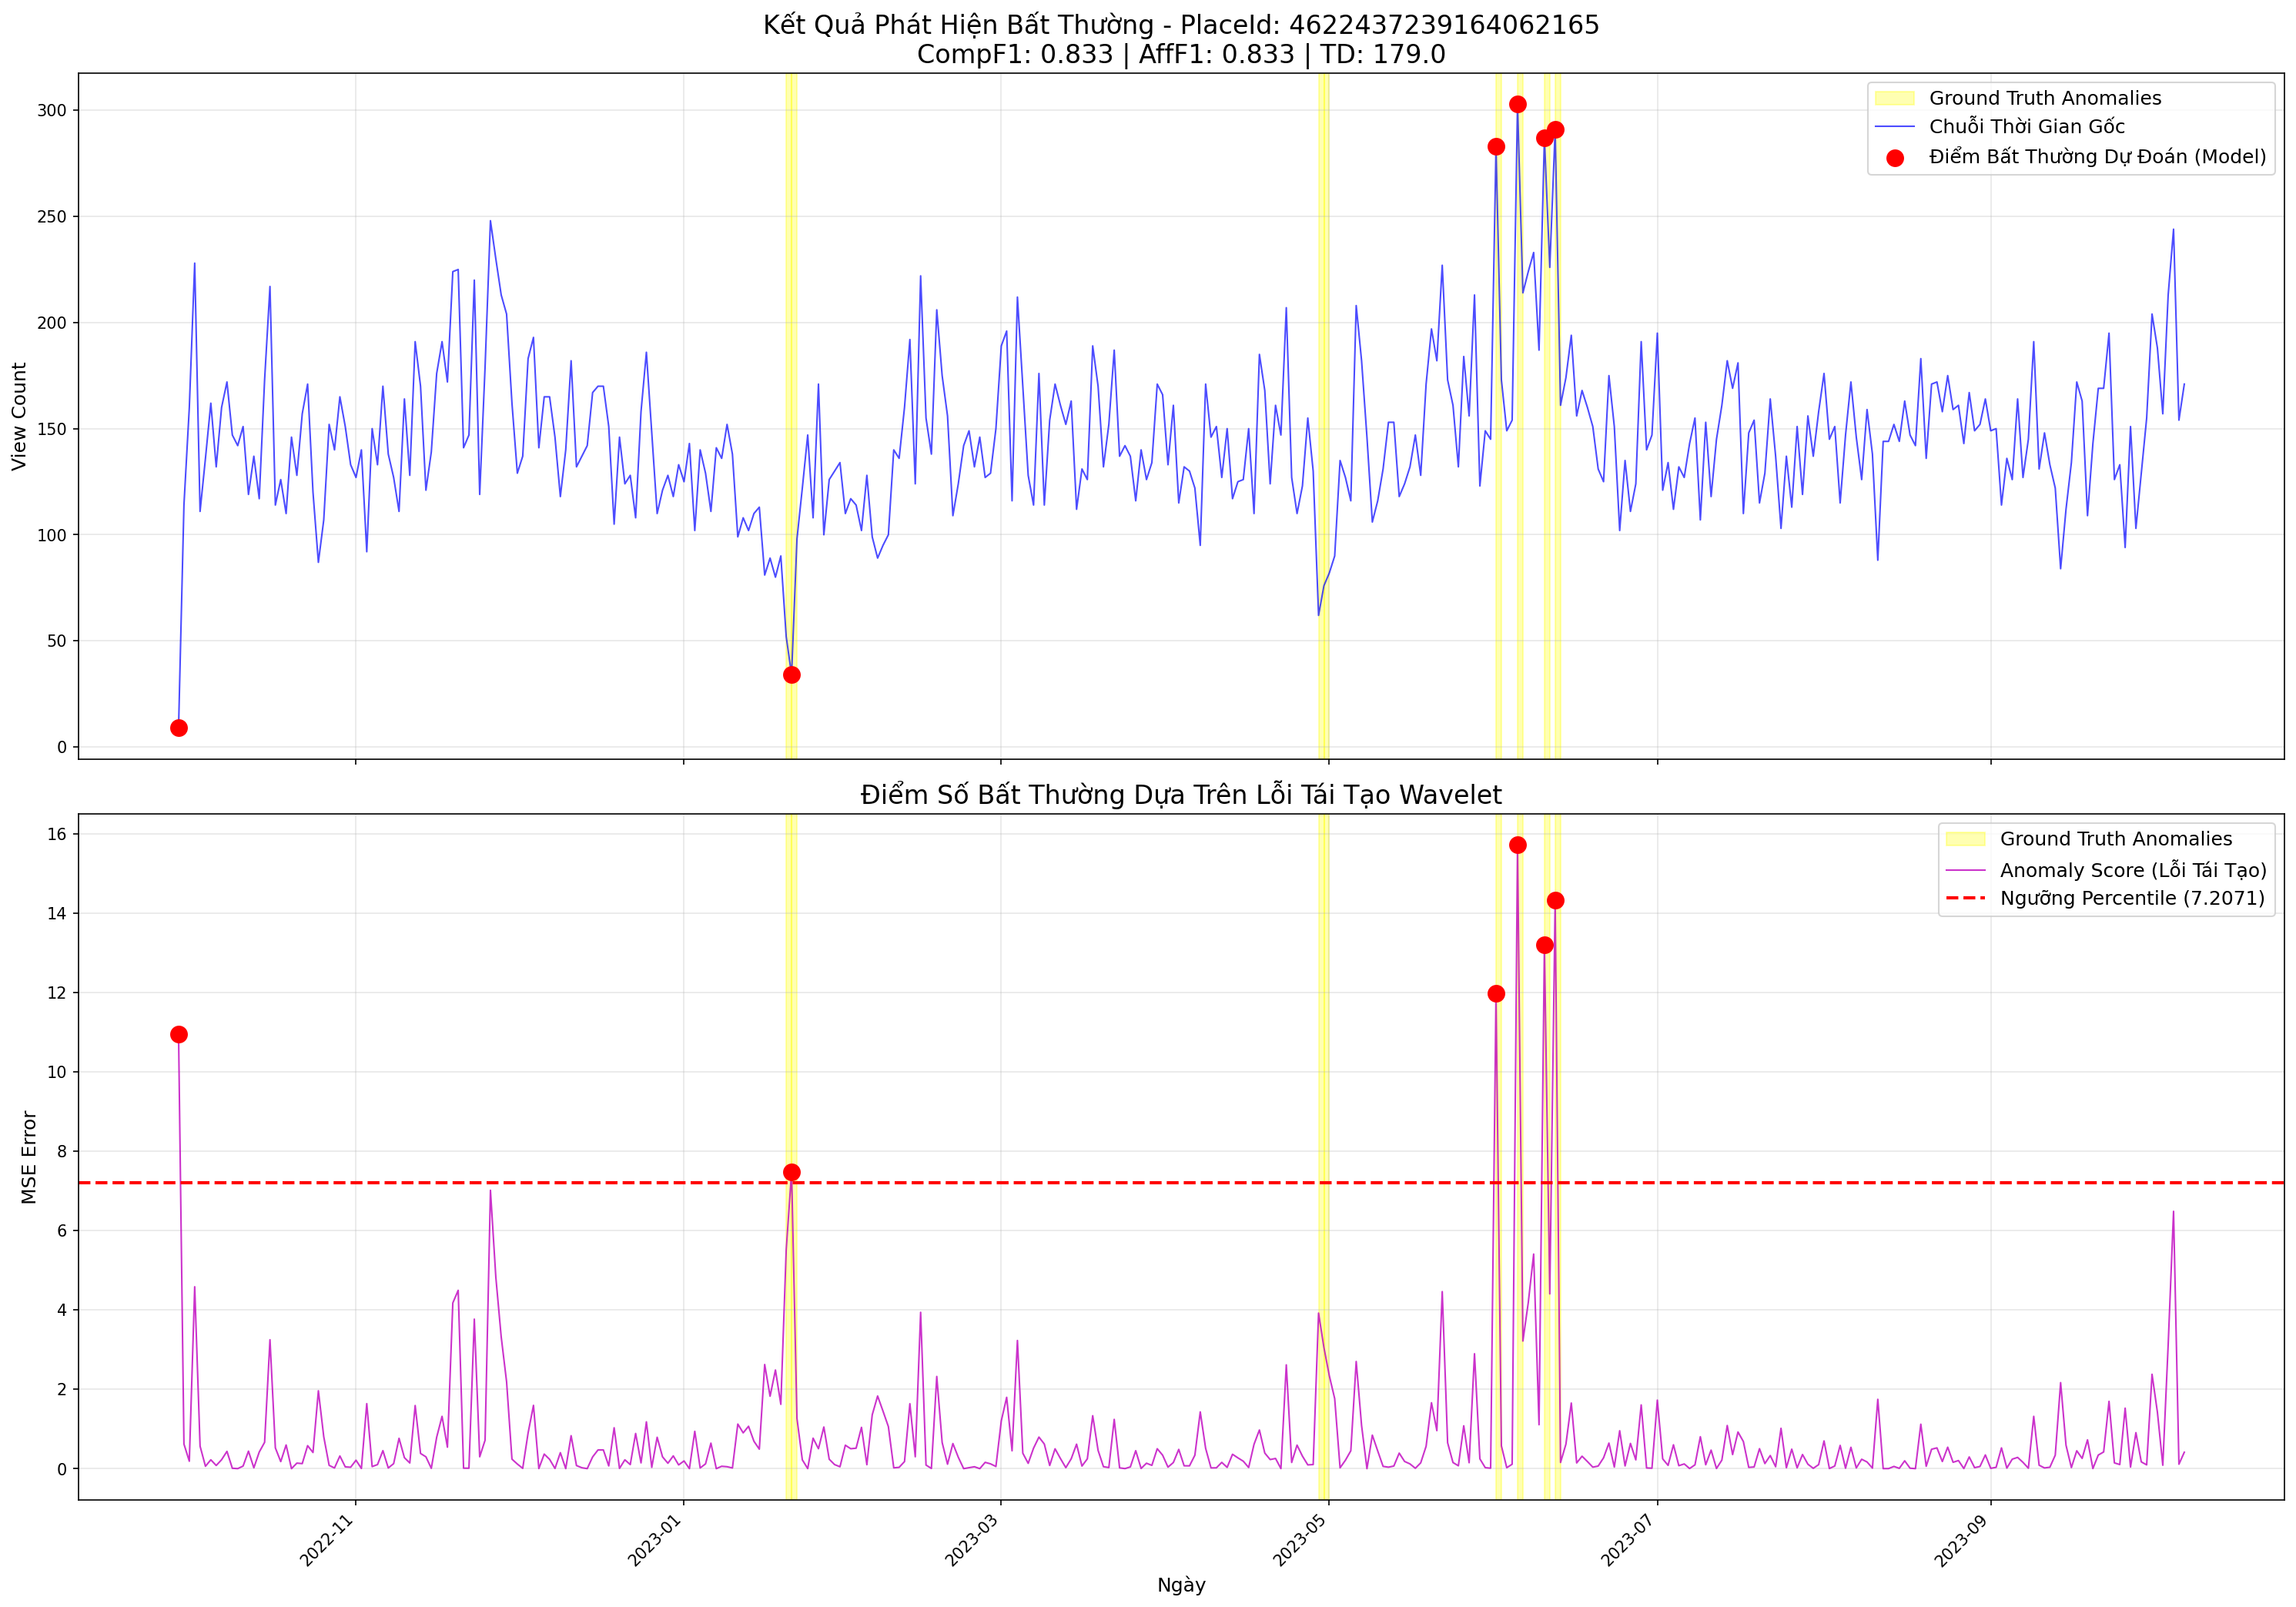 Kết Quả Phát Hiện Bất Thường - PlaceId: 4622437239164062165
CompF1: 0.833 | AffF1: 0.833 | TD: 179.0
300
250
200
150
100
50
0
View Count
Ground Truth Anomalies
Chuỗi Thời Gian Gốc
Điểm Bất Thường Dự Đoán (Model)
Điểm Số Bất Thường Dựa Trên Lỗi Tái Tạo Wavelet
16
14
12
10
8
6
4
2
0
MSE Error
Ground Truth Anomalies
Anomaly Score (Lỗi Tái Tạo)
Ngưỡng Percentile (7.2071)
2022-11
2023-01
2023-03
2023-05
2023-07
2023-09
Ngày